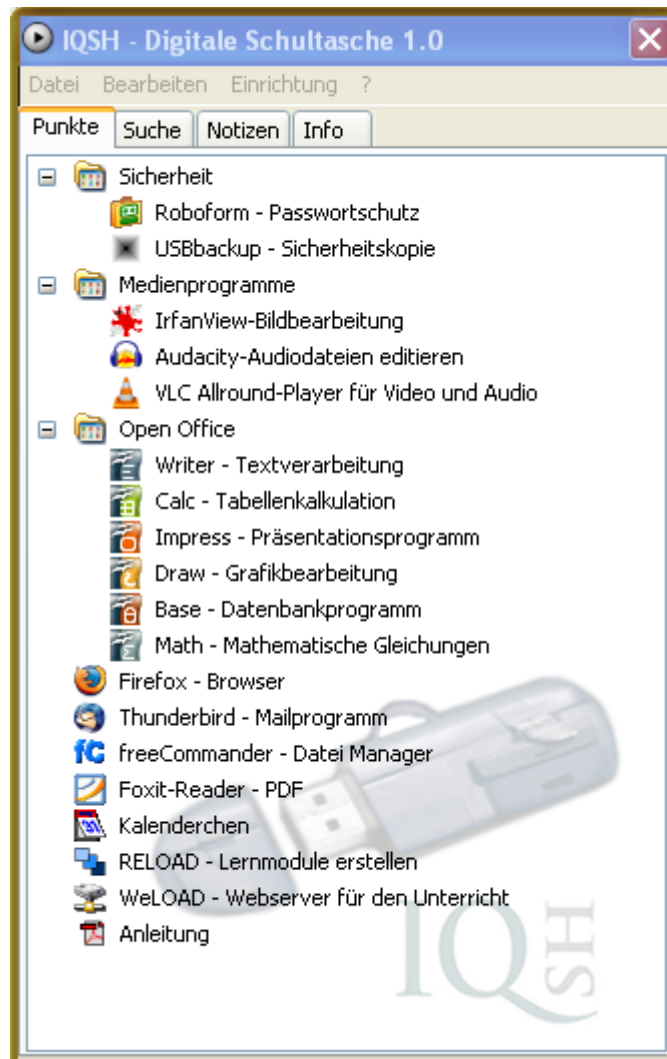 IQSH - Digitale Schultasche 1.0
Datei Bearbeiten Einrichtung ?
Punkte Suche Notizen Info
Sicherheit
Roboform - Passwortschutz
USBbackup - Sicherheitskopie
Medienprogramme
IrfanView-Bildbearbeitung
Audacity-Audiodateien editieren
VLC Allround-Player für Video und Audio
Open Office
Writer - Textverarbeitung
Calc - Tabellenkalkulation
Impress - Präsentationsprogramm
Draw - Grafikbearbeitung
Base - Datenbankprogramm
Math - Mathematische Gleichungen
Firefox - Browser
Thunderbird - Mailprogramm
fC freeCommander - Datei Manager
Foxit-Reader - PDF
31 Kalenderchen
RELOAD - Lernmodule erstellen
WeLOAD - Webserver für den Unterricht
Anleitung
IQSH